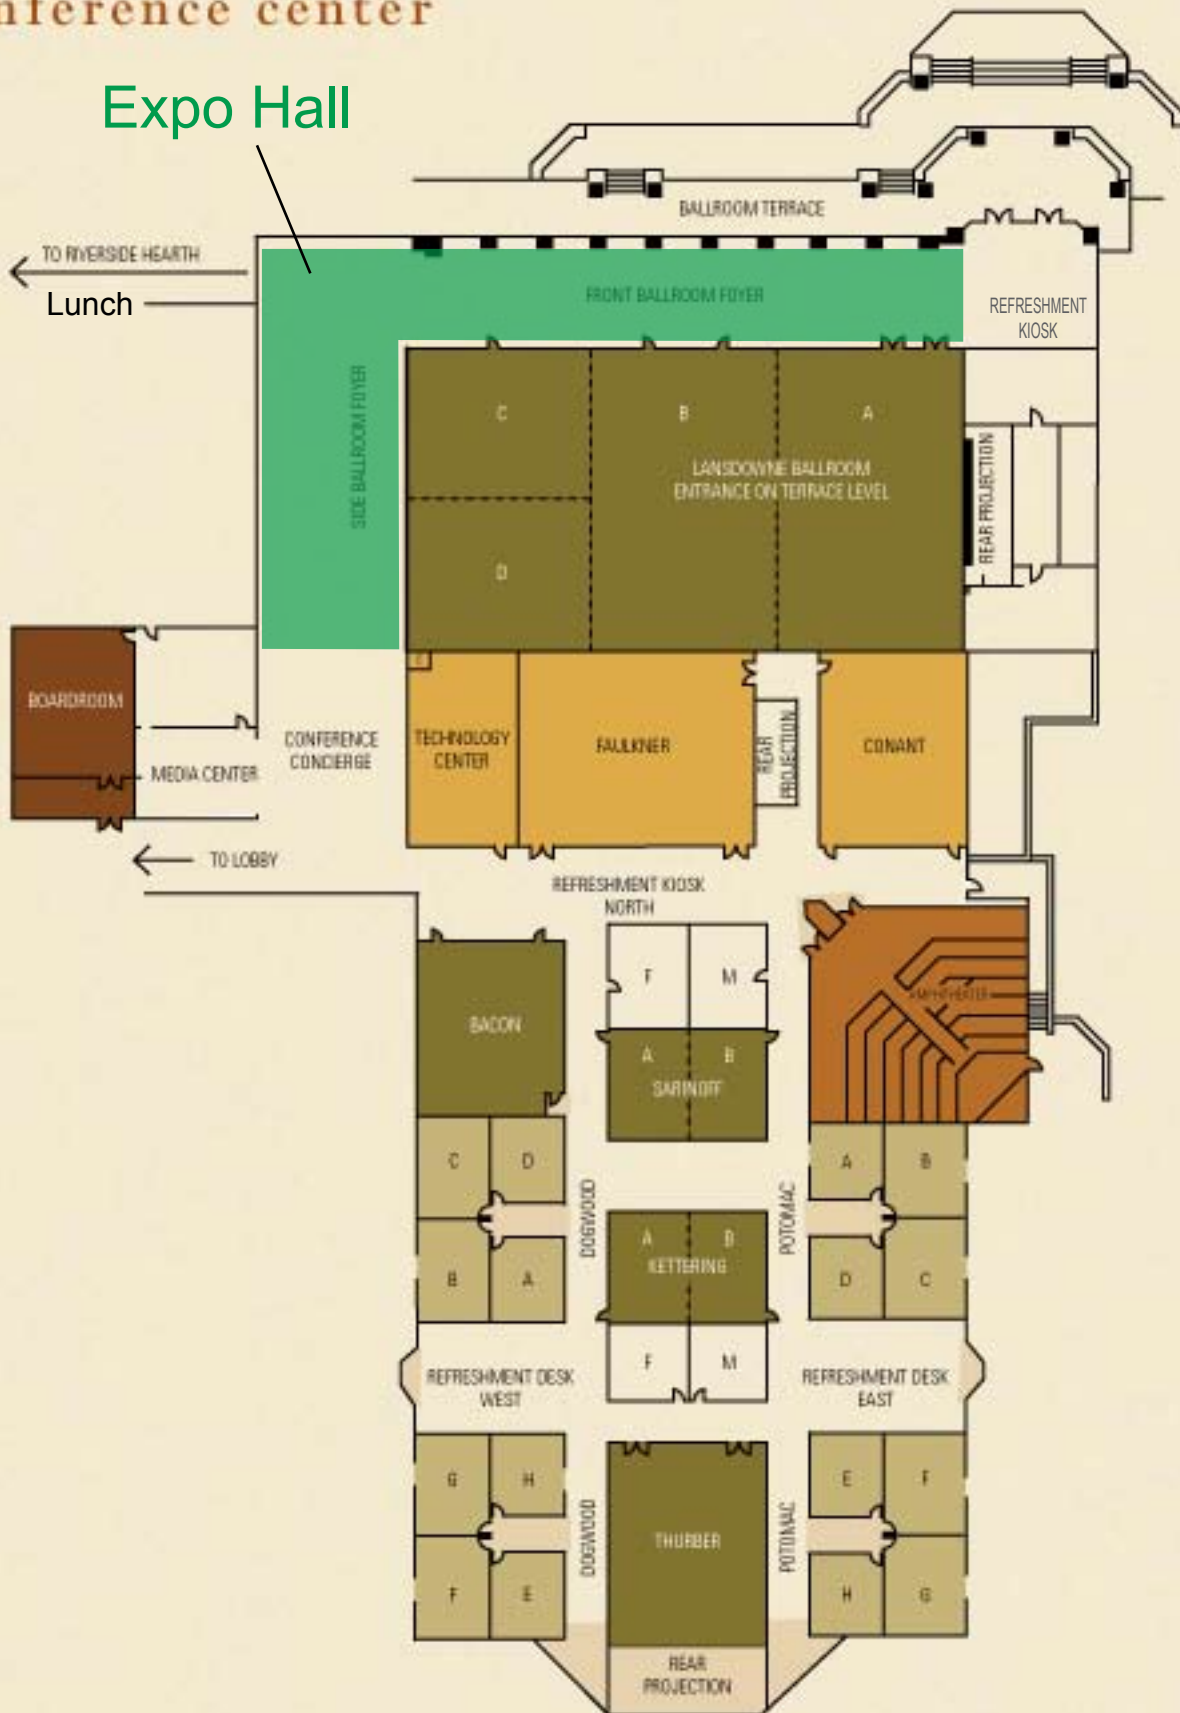 nference center
Expo Hall
BALLROOM TERRACE
TO RIVERSIDE HEARTH
Lunch
FRONT BALLROOM FOYER
REFRESHMENT
KIOSK
SIDE BALLROOM FOYER
C
B
A
LANSDOWNE BALLROOM
ENTRANCE ON TERRACE LEVEL
REAR PROJECTION
D
BOARDROOM
CONFERENCE
CONCIERGE
TECHNOLOGY
CENTER
FAULKNER
REAR
PROJECTION
CONANT
MEDIA CENTER
TO LOBBY
REFRESHMENT KIOSK
NORTH
F
M
AMPHITHEATER
BACON
A
B
SARINOFF
C
D
A
B
DOGWOOD
POTOMAC
A
B
KETTERING
B
A
D
C
F
M
REFRESHMENT DESK
WEST
REFRESHMENT DESK
EAST
G
H
E
F
DOGWOOD
THURBER
POTOMAC
F
E
H
G
REAR
PROJECTION